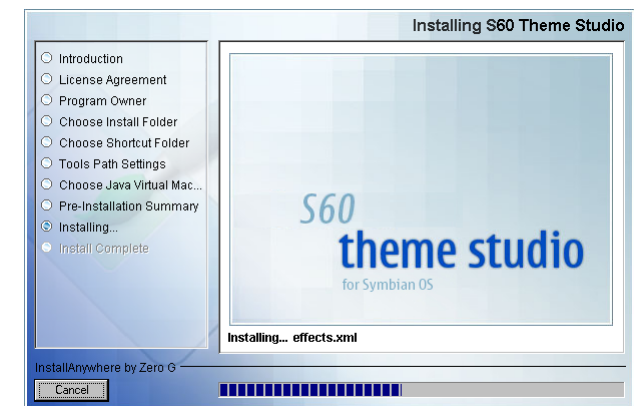 Installing S60 Theme Studio
Introduction
License Agreement
Program Owner
Choose Install Folder
Choose Shortcut Folder
Tools Path Settings
Choose Java Virtual Mac...
Pre-Installation Summary
Installing...
Install Complete
S60
theme studio
for Symbian OS
Installing... effects.xml
InstallAnywhere by Zero G
Cancel